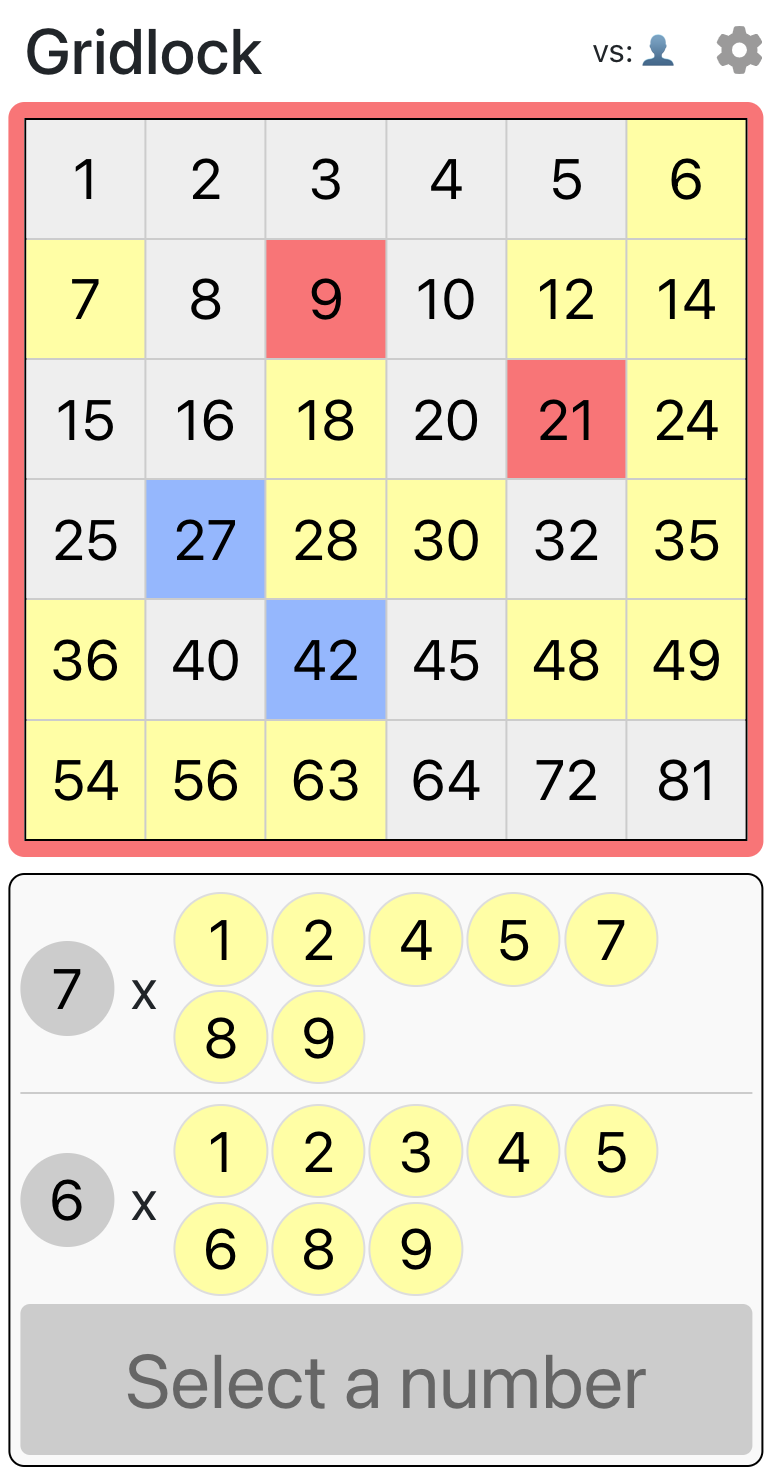 Gridlock vs:
1 2 3 4 5 6
7 8 9 10 12 14
15 16 18 20 21 24
25 27 28 30 32 35
36 40 42 45 48 49
54 56 63 64 72 81
1 2 4 5 7
7 x
8 9
1 2 3 4 5
6 x
6 8 9
Select a number